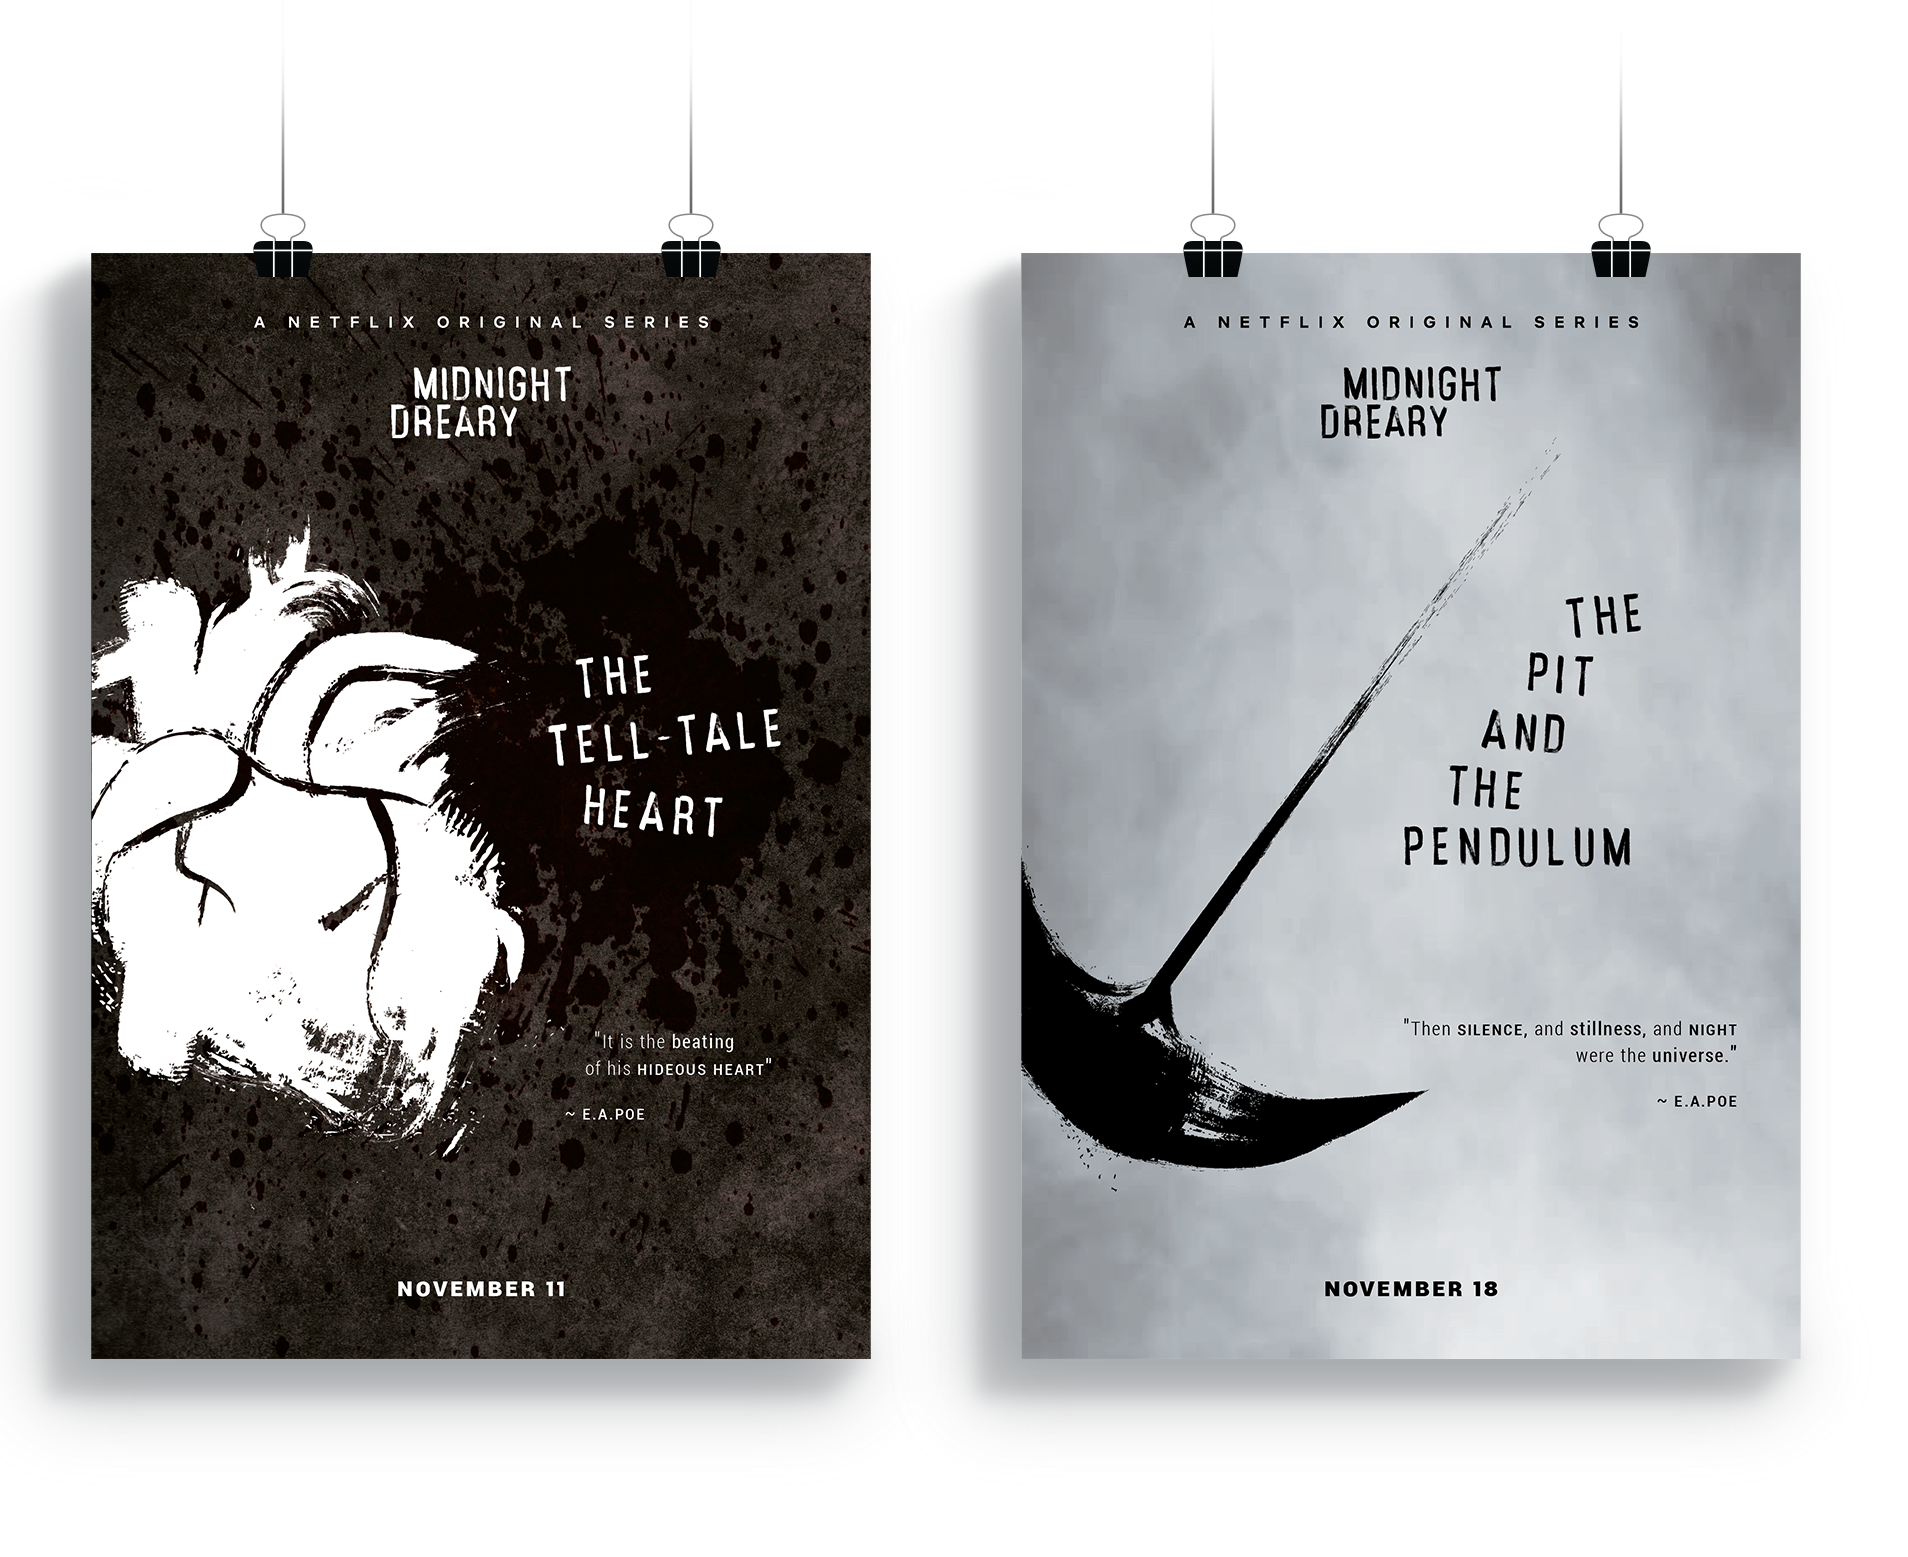 A NETFLIX ORIGINAL SERIES
MIDNIGHT
DREARY
THE
TELL-TALE
HEART
"It is the beating
of his HIDEOUS HEART"
~ E.A.POE
NOVEMBER 11
A NETFLIX ORIGINAL SERIES
MIDNIGHT
DREARY
THE
PIT
AND
THE
PENDULUM
"Then SILENCE, and stillness, and NIGHT
were the universe."
~ E.A.POE
NOVEMBER 18